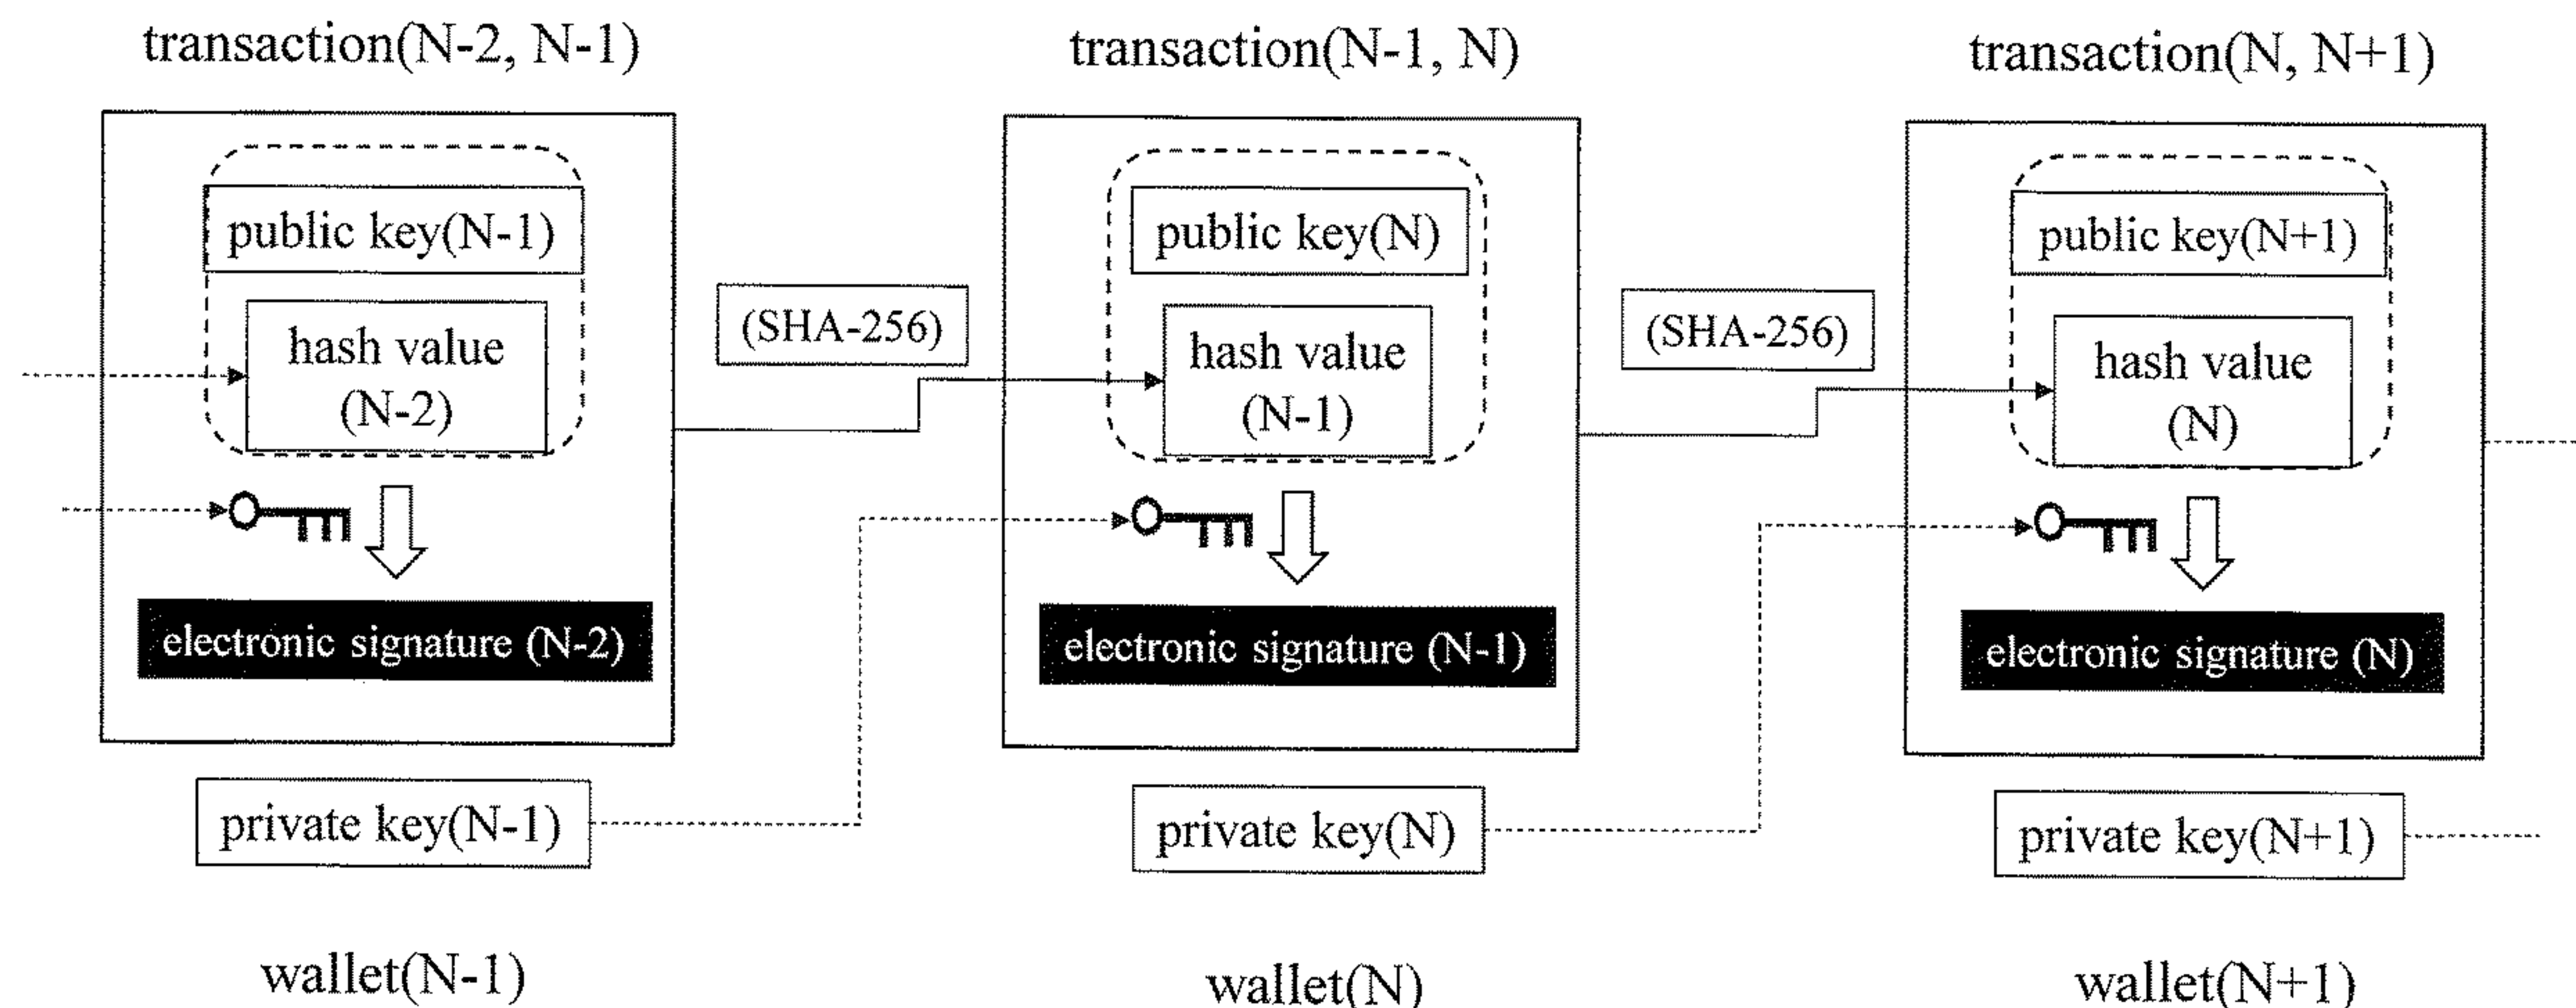 transaction(N-2, N-1)
public key(N-1)
hash value
(N-2)
electronic signature (N-2)
private key(N-1)
wallet(N-1)
(SHA-256)
transaction(N-1, N)
public key(N)
hash value
(N-1)
electronic signature (N-1)
private key(N)
wallet(N)
(SHA-256)
transaction(N, N+1)
public key(N+1)
hash value
(N)
electronic signature (N)
private key(N+1)
wallet(N+1)